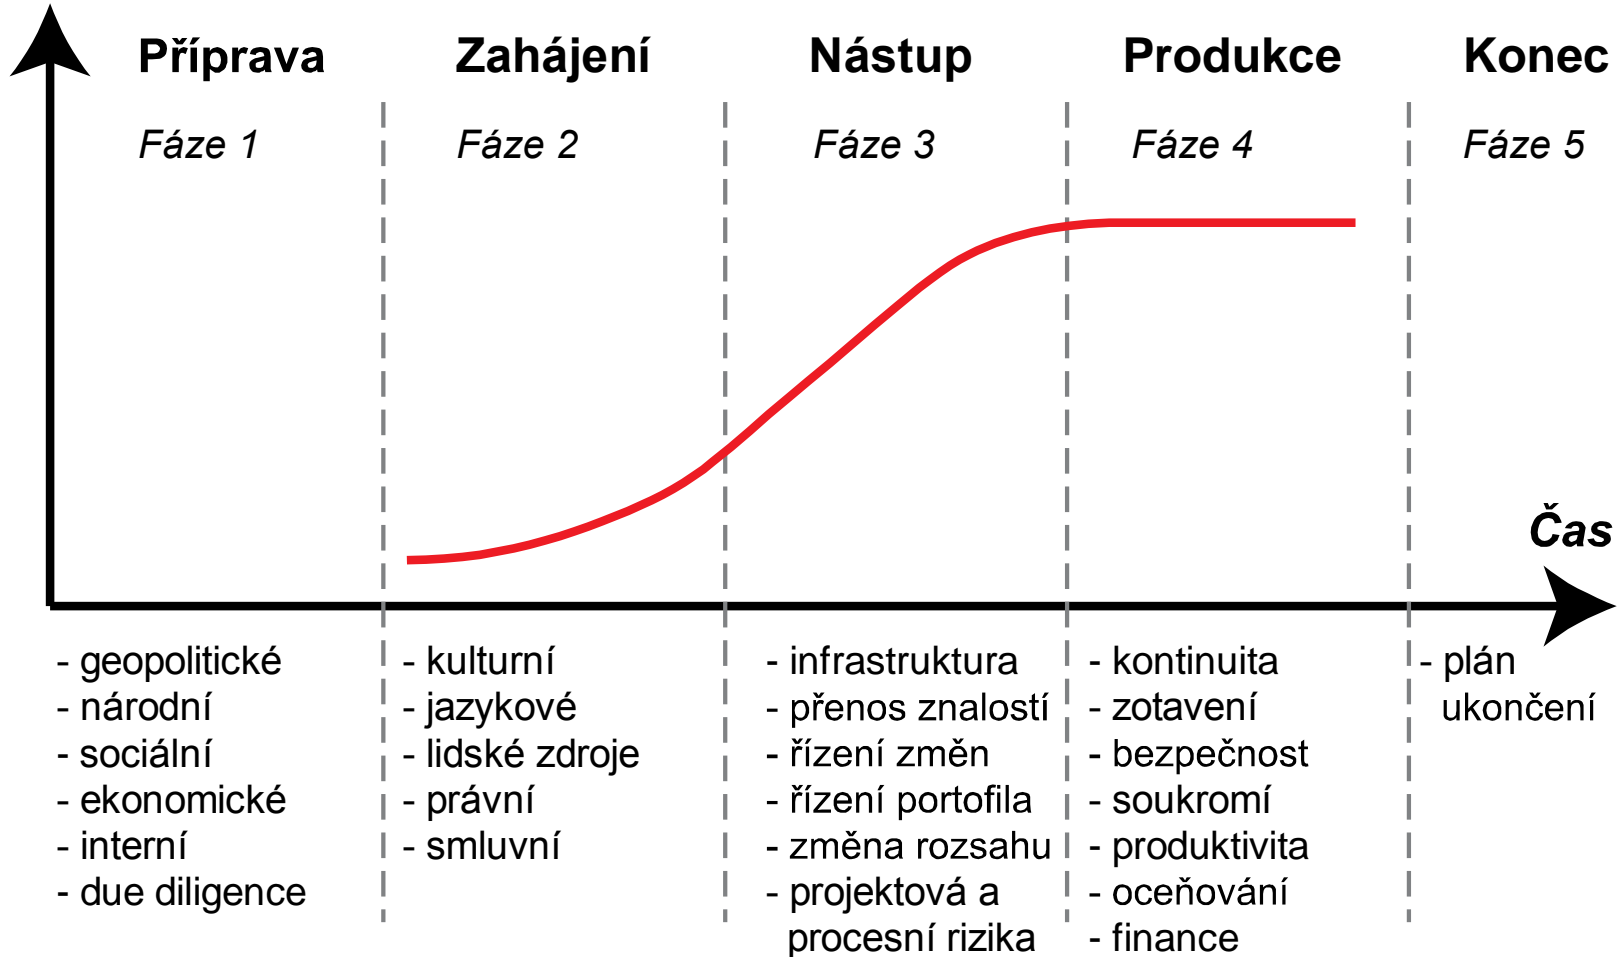 Příprava
Fáze 1
Zahájení
Fáze 2
Nástup
Fáze 3
Produkce
Fáze 4
Konec
Fáze 5
Čas
- geopolitické
- národní
- sociální
- ekonomické
- interní
- due diligence
- kulturní
- jazykové
- lidské zdroje
- právní
- smluvní
- infrastruktura
- přenos znalostí
- řízení změn
- řízení portofila
- změna rozsahu
- projektová a
procesní rizika
- kontinuita
- zotavení
- bezpečnost
- soukromí
- produktivita
- oceňování
- finance
- plán
ukončení